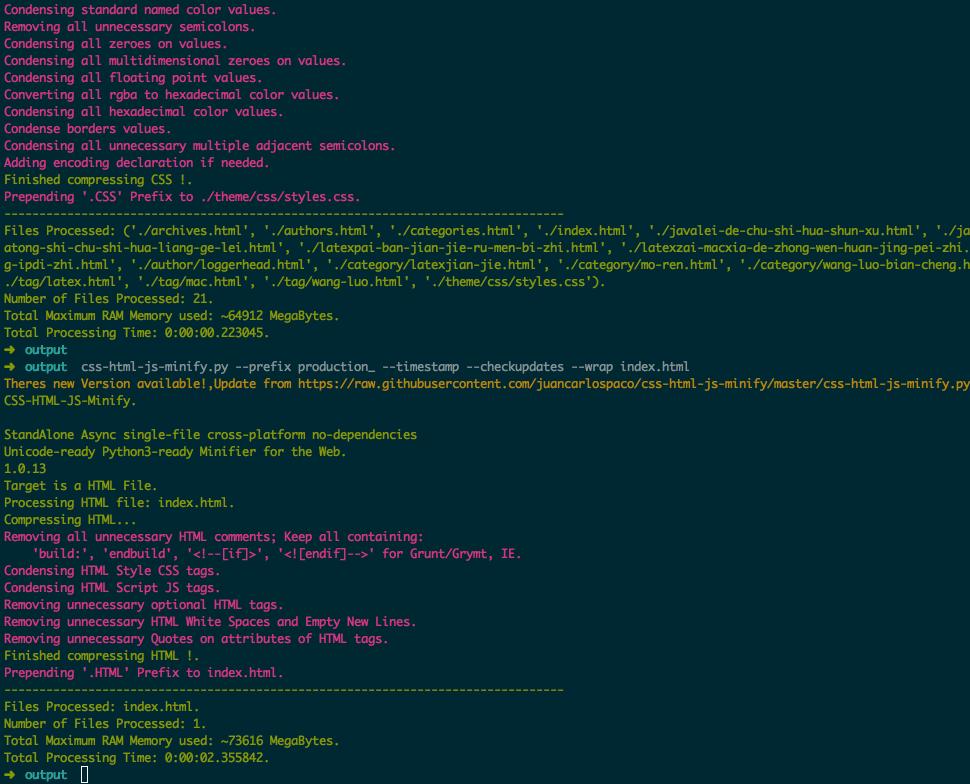 Condensing standard named color values.
Removing all unnecessary semicolons.
Condensing all zeroes on values.
Condensing all multidimensional zeroes on values.
Condensing all floating point values.
Converting all rgba to hexadecimal color values.
Condensing all hexadecimal color values.
Condense borders values.
Condensing all unnecessary multiple adjacent semicolons.
Adding encoding declaration if needed.
Finished compressing CSS !.
Prepending '.CSS' Prefix to ./theme/css/styles.css.
--------------------------------------------------------------------------------
Files Processed: ('./archives.html', './authors.html', './categories.html', './index.html', './javalei-de-chu-shi-hua-shun-xu.html', './ja
atong-shi-chu-shi-hua-liang-ge-lei.html', './latexpai-ban-jian-jie-ru-men-bi-zhi.html', './latexzai-macxia-de-zhong-wen-huan-jing-pei-zhi.
g-ipdi-zhi.html', './author/loggerhead.html', './category/latexjian-jie.html', './category/mo-ren.html', './category/wang-luo-bian-cheng.h
./tag/latex.html', './tag/mac.html', './tag/wang-luo.html', './theme/css/styles.css').
Number of Files Processed: 21.
Total Maximum RAM Memory used: ~64912 MegaBytes.
Total Processing Time: 0:00:00.223045.
➜ output
➜ output css-html-js-minify.py --prefix production_ --timestamp --checkupdates --wrap index.html
Theres new Version available!,Update from https://raw.githubusercontent.com/juancarlospaco/css-html-js-minify/master/css-html-js-minify.py
CSS-HTML-JS-Minify.
StandAlone Async single-file cross-platform no-dependencies
Unicode-ready Python3-ready Minifier for the Web.
1.0.13
Target is a HTML File.
Processing HTML file: index.html.
Compressing HTML...
Removing all unnecessary HTML comments; Keep all containing:
'build:', 'endbuild', '<!--[if]>', '<![endif]-->' for Grunt/Grymt, IE.
Condensing HTML Style CSS tags.
Condensing HTML Script JS tags.
Removing unnecessary optional HTML tags.
Removing unnecessary HTML White Spaces and Empty New Lines.
Removing unnecessary Quotes on attributes of HTML tags.
Finished compressing HTML !.
Prepending '.HTML' Prefix to index.html.
--------------------------------------------------------------------------------
Files Processed: index.html.
Number of Files Processed: 1.
Total Maximum RAM Memory used: ~73616 MegaBytes.
Total Processing Time: 0:00:02.355842.
➜ output